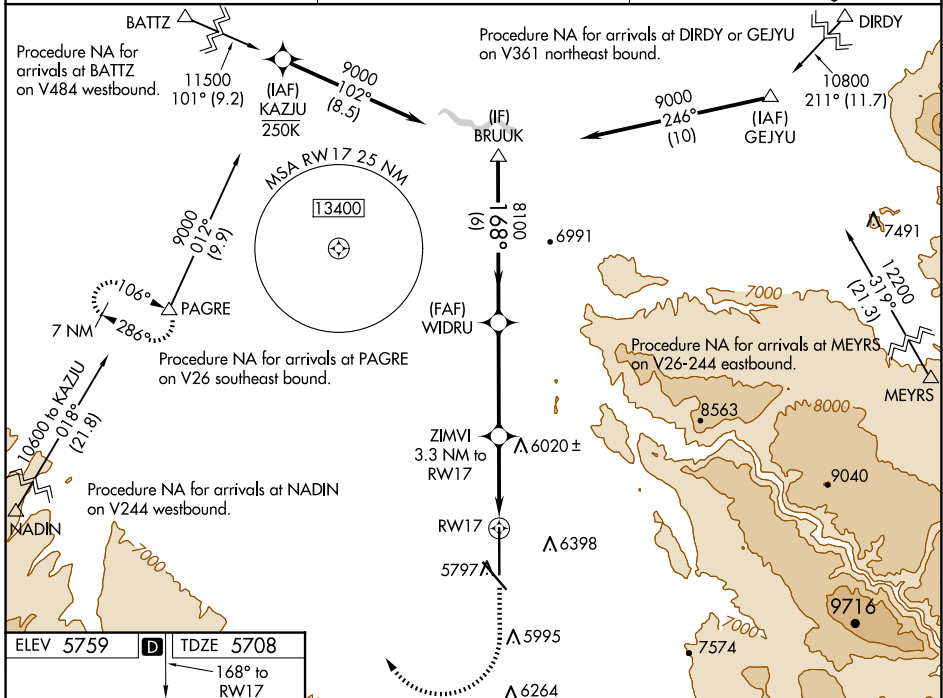 BATTZ
DIRDY
Procedure NA for
arrivals at BATTZ
on V484 westbound.
11500
101° (9.2)
(IAF)
KAZJU
250K
9000
102°
(8.5)
Procedure NA for arrivals at DIRDY or GEJYU
on V361 northeast bound.
10800
211° (11.7)
9000
246°
(10)
(IAF)
GEJYU
(IF)
BRUUK
MSA RW17 25 NM
13400
8100
168°
(6)
6991
7491
9000
012°
(9.9)
12200
319°
(21.3)
106°
286°
7 NM
PAGRE
(FAF)
WIDRU
7000
Procedure NA for arrivals at PAGRE
on V26 southeast bound.
Procedure NA for arrivals at MEYRS
on V26-244 eastbound.
MEYRS
10600 to KAZJU
018°
(21.8)
8563
8000
ZIMVI
3.3 NM to
RW17
6020 ±
9040
Procedure NA for arrivals at NADIN
on V244 westbound.
NADIN
RW17
6398
7000
5797
9716
5995
7000
7574
6264
ELEV 5759
D
TDZE 5708
168° to
RW17